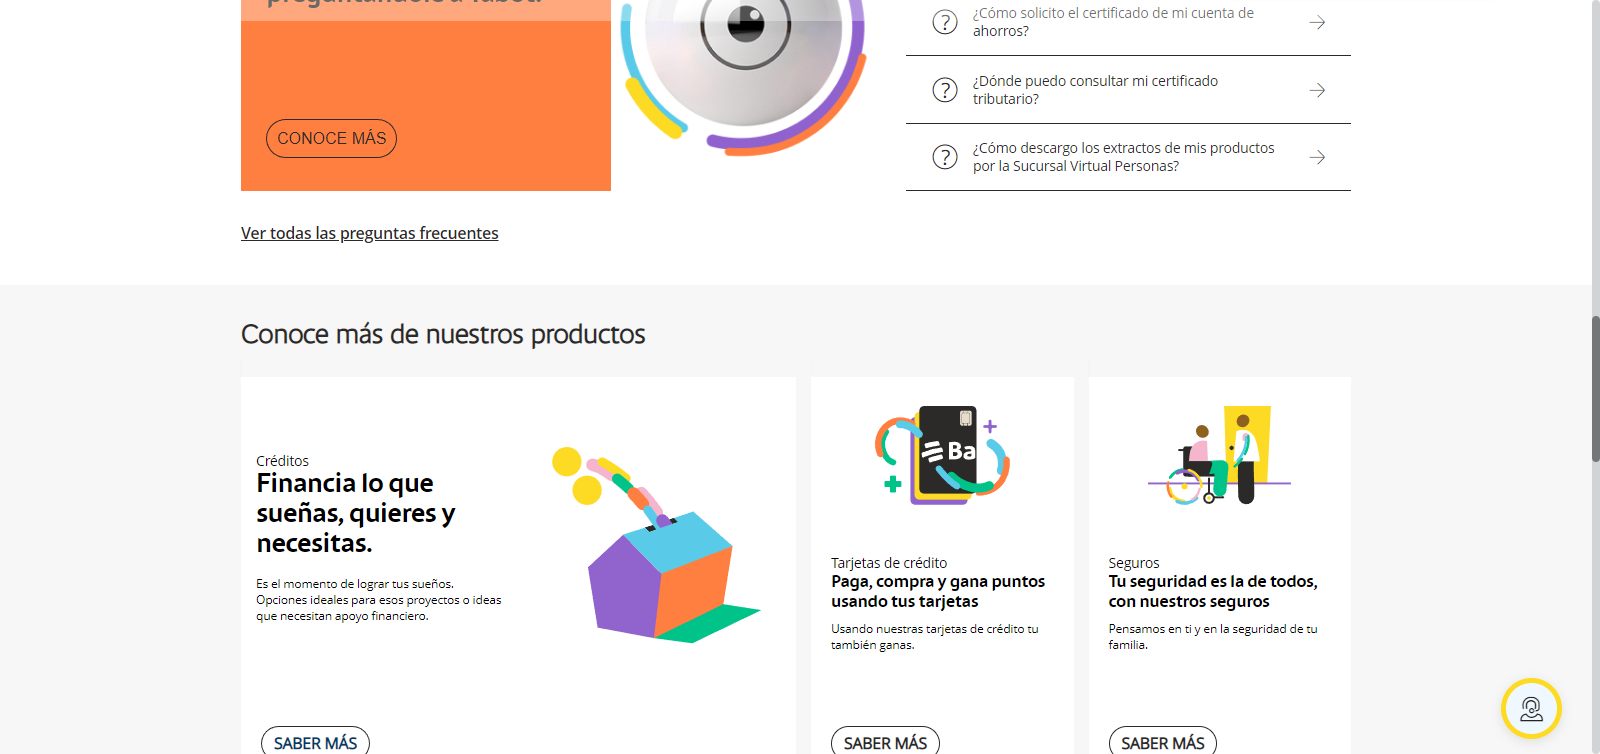 preguntándole a Tabot.
CONOCE MÁS
¿Cómo solicito el certificado de mi cuenta de
ahorros?
¿Dónde puedo consultar mi certificado
tributario?
¿Cómo descargo los extractos de mis productos
por la Sucursal Virtual Personas?
Ver todas las preguntas frecuentes
Conoce más de nuestros productos
Créditos
Financia lo que
sueñas, quieres y
necesitas.
Es el momento de lograr tus sueños.
Opciones ideales para esos proyectos o ideas
que necesitan apoyo financiero.
SABER MÁS
Ba
Tarjetas de crédito
Paga, compra y gana puntos
usando tus tarjetas
Usando nuestras tarjetas de crédito tu
también ganas.
SABER MÁS
Seguros
Tu seguridad es la de todos,
con nuestros seguros
Pensamos en ti y en la seguridad de tu
familia.
SABER MÁS